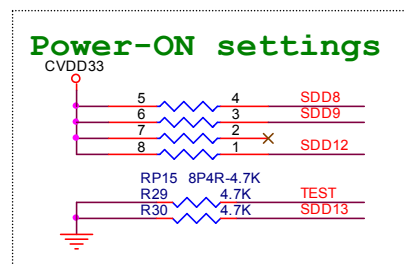 Power-ON settings
CVDD33
5 4 SDD8
6 3 SDD9
7 2
8 1 SDD12
RP15 8P4R-4.7K
R29 4.7K TEST
R30 4.7K SDD13